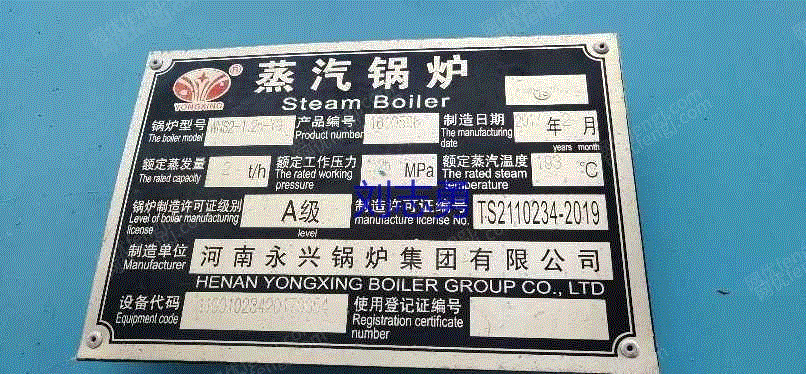 YONGXING ®
蒸汽锅炉
Steam Boiler
锅炉型号
The boiler model
产品编号
Product number
制造日期
The manufacturing
date
年 月
years month
额定蒸发量
The rated capacity
2 t/h
额定工作压力
The rated working
pressure
MPa
额定蒸汽温度
The rated steam
temperature
193 °C
锅炉制造许可证级别
Level of boiler manufacturing
license
A级
level
制造许可证编号
manufacture license No.
TS2110234-2019
制造单位
Manufacturer
河南永兴锅炉集团有限公司
HENAN YONGXING BOILER GROUP CO., LTD
设备代码
Equipment code
使用登记证编号
Registration certificate
number